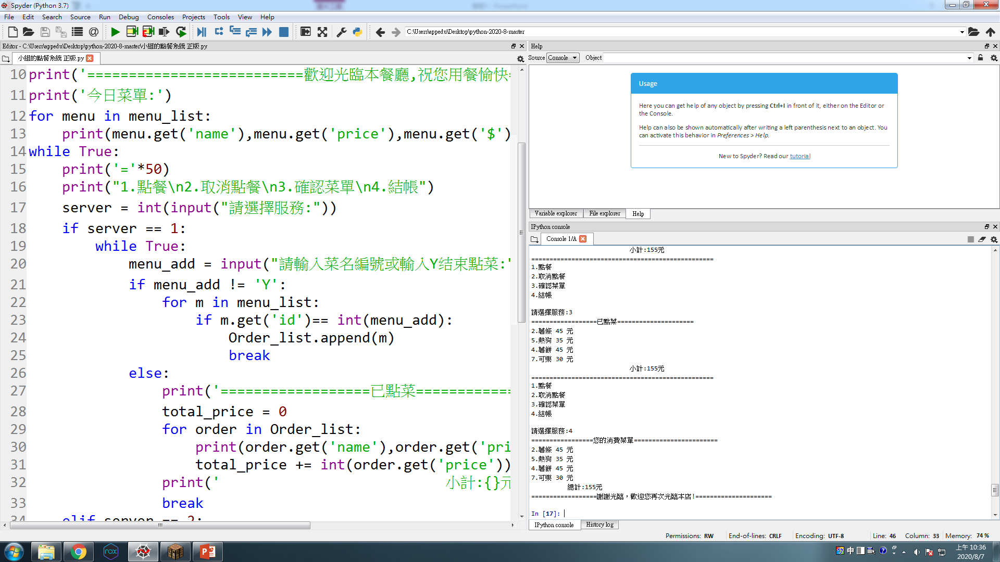 Spyder (Python 3.7)
File Edit Search Source Run Debug Consoles Projects Tools View Help
C:\Users\appedu\Desktop\python-2020-8-master
Editor - C:\Users\appedu\Desktop\python-2020-8-master\小組的點餐系統 正版.py
小組的點餐系統 正版.py
10 print('==========================歡迎光臨本餐廳,祝您用餐愉快=
11 print('今日菜單:')
12 for menu in menu_list:
13 print(menu.get('name'),menu.get('price'),menu.get('$')
14 while True:
15 print('='*50)
16 print("1.點餐\n2.取消點餐\n3.確認菜單\n4.結帳")
17 server = int(input("請選擇服務:"))
18 if server == 1:
19 while True:
20 menu_add = input("請輸入菜名編號或輸入Y结束點菜:"
21 if menu_add != 'Y':
22 for m in menu_list:
23 if m.get('id')== int(menu_add):
24 Order_list.append(m)
25 break
26 else:
27 print('==================已點菜============
28 total_price = 0
29 for order in Order_list:
30 print(order.get('name'),order.get('pri
31 total_price += int(order.get('price'))
32 print(' 小計:{}元
33 break
34 elif server == 2:
Help
Source Console Object
Usage
Here you can get help of any object by pressing Ctrl+I in front of it, either on the Editor or
the Console.
Help can also be shown automatically after writing a left parenthesis next to an object. You
can activate this behavior in Preferences > Help.
New to Spyder? Read our tutorial
Variable explorer File explorer Help
IPython console
Console 1/A
小計:155元
==================================================
1.點餐
2.取消點餐
3.確認菜單
4.結帳
請選擇服務:3
==================已點菜=====================
2.薯條 45 元
5.熱狗 35 元
4.薯餅 45 元
7.可樂 30 元
小計:155元
==================================================
1.點餐
2.取消點餐
3.確認菜單
4.結帳
請選擇服務:4
=================您的消費菜單=======================
2.薯條 45 元
5.熱狗 35 元
4.薯餅 45 元
7.可樂 30 元
總計:155元
==================謝謝光臨，歡迎您再次光臨本店!=====================
In [17]:
IPython console History log
Permissions: RW End-of-lines: CRLF Encoding: UTF-8 Line: 46 Column: 33 Memory: 74 %
nox
中
上午 10:36
2020/8/7